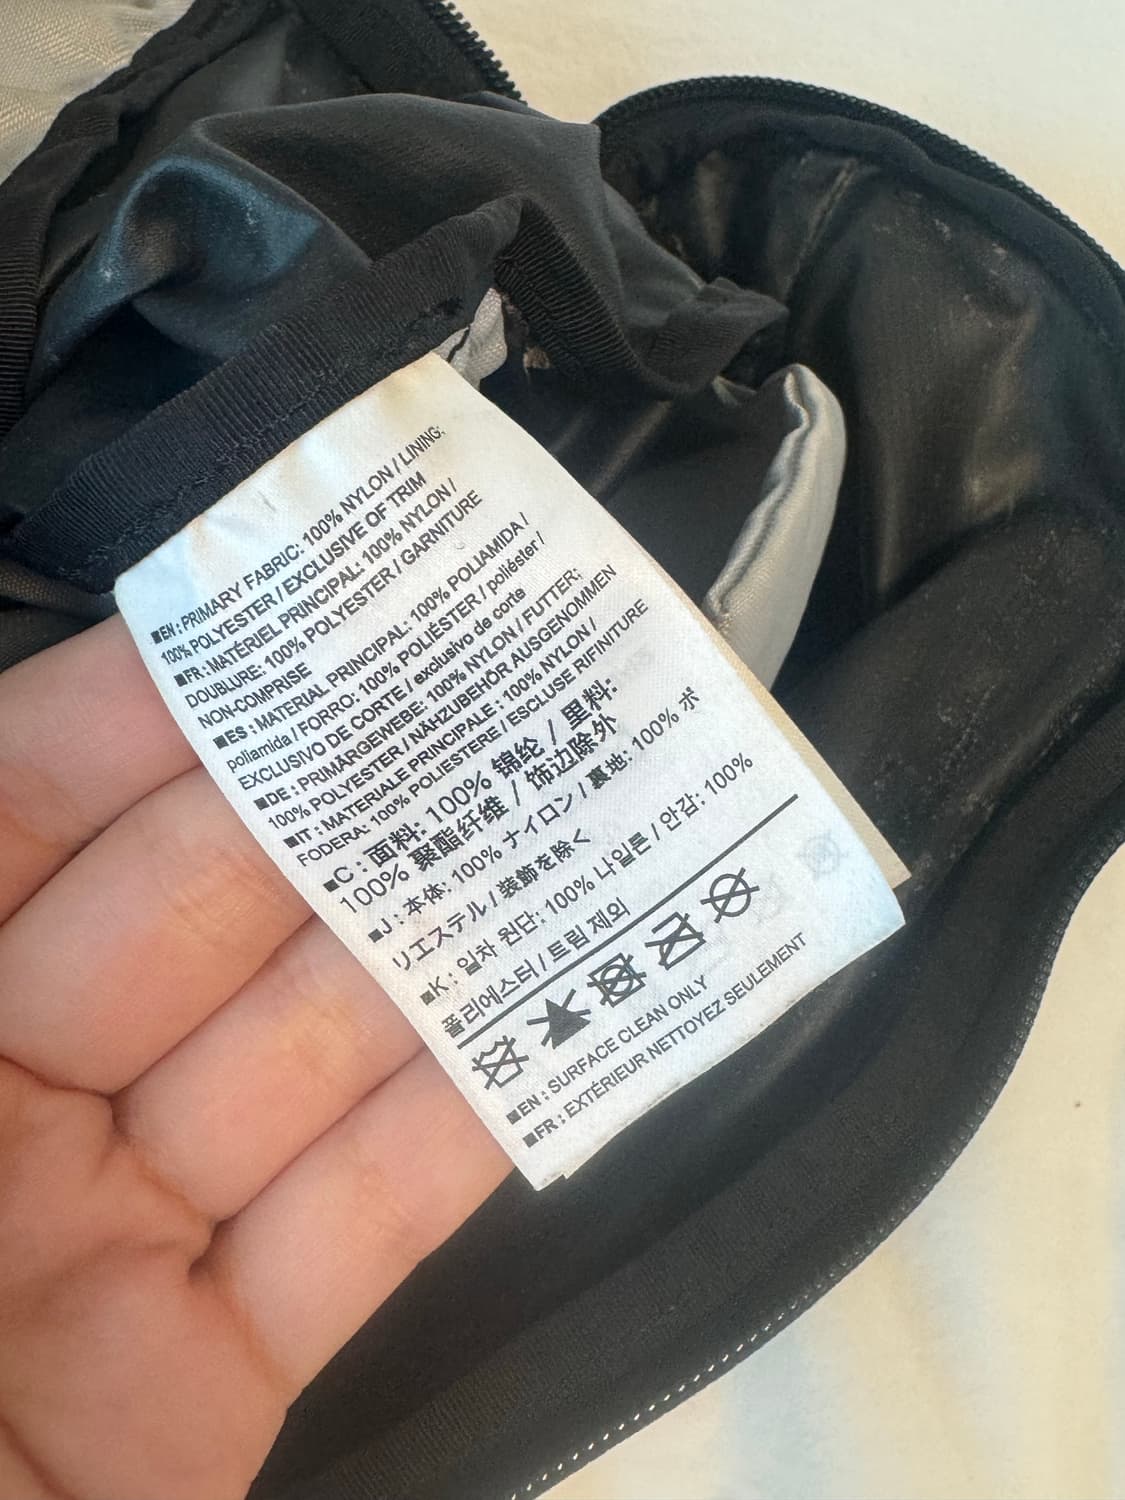 ■EN : PRIMARY FABRIC: 100% NYLON / LINING:
100% POLYESTER / EXCLUSIVE OF TRIM
■FR : MATÉRIEL PRINCIPAL: 100% NYLON /
DOUBLURE: 100% POLYESTER / GARNITURE
NON-COMPRISE
■ES : MATERIAL PRINCIPAL: 100% POLIAMIDA /
poliamida / FORRO: 100% POLIÉSTER / poliéster /
EXCLUSIVO DE CORTE / exclusivo de corte
■DE : PRIMÄRGEWEBE: 100% NYLON / FUTTER:
100% POLYESTER / NÄHZUBEHÖR AUSGENOMMEN
■IT : MATERIALE PRINCIPALE : 100% NYLON /
FODERA: 100% POLIESTERE / ESCLUSE RIFINITURE
■C : 面料: 100% 锦纶 / 里料:
100% 聚酯纤维 / 饰边除外
■J : 本体: 100% ナイロン / 裏地: 100% ポ
リエステル / 装飾を除く
■K : 일차 원단: 100% 나일론 / 안감: 100%
폴리에스터 / 트림 제외
■EN : SURFACE CLEAN ONLY
■FR : EXTÉRIEUR NETTOYEZ SEULEMENT